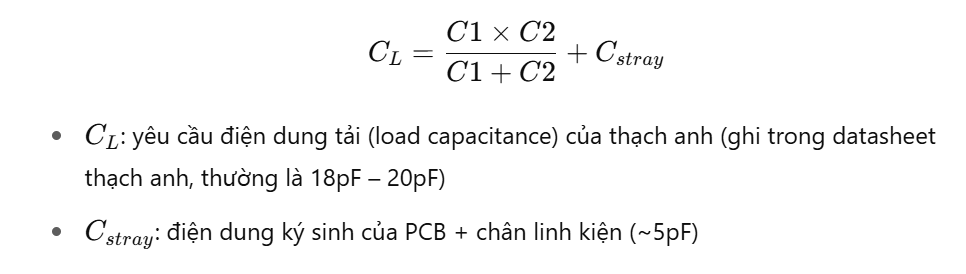 C_L = \frac{C1 × C2}{C1 + C2} + C_{stray}
• C_L: yêu cầu điện dung tải (load capacitance) của thạch anh (ghi trong datasheet
thạch anh, thường là 18pF – 20pF)
• C_{stray}: điện dung ký sinh của PCB + chân linh kiện (~5pF)